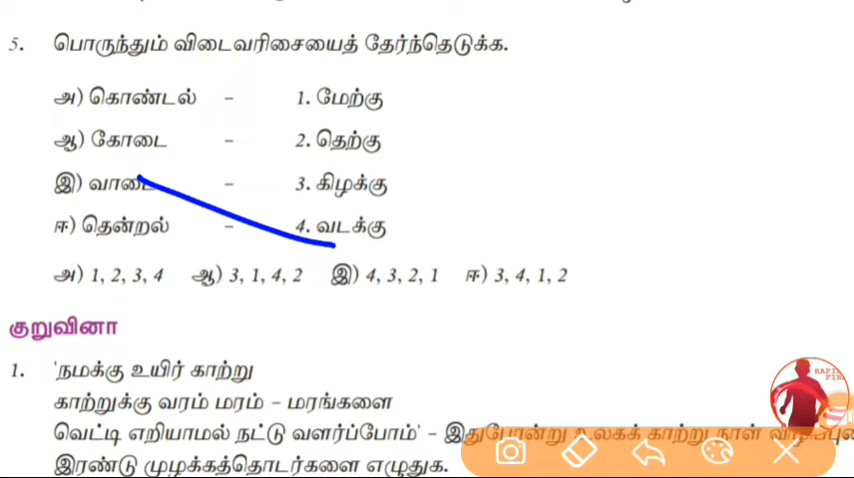 5. பொருந்தும் விடைவரிசையைத் தேர்ந்தெடுக்க.
அ) கொண்டல் - 1. மேற்கு
ஆ) கோடை - 2. தெற்கு
இ) வாடை - 3. கிழக்கு
ஈ) தென்றல் - 4. வடக்கு
அ) 1, 2, 3, 4 ஆ) 3, 1, 4, 2 இ) 4, 3, 2, 1 ஈ) 3, 4, 1, 2
குறுவினா
1. 'நமக்கு உயிர் காற்று
காற்றுக்கு வரம் மரம் – மரங்களை
வெட்டி எறியாமல் நட்டு வளர்ப்போம்' – இதுபோன்று உலகக் காற்று நாள்
இரண்டு முழக்கத்தொடர்களை எழுதுக.